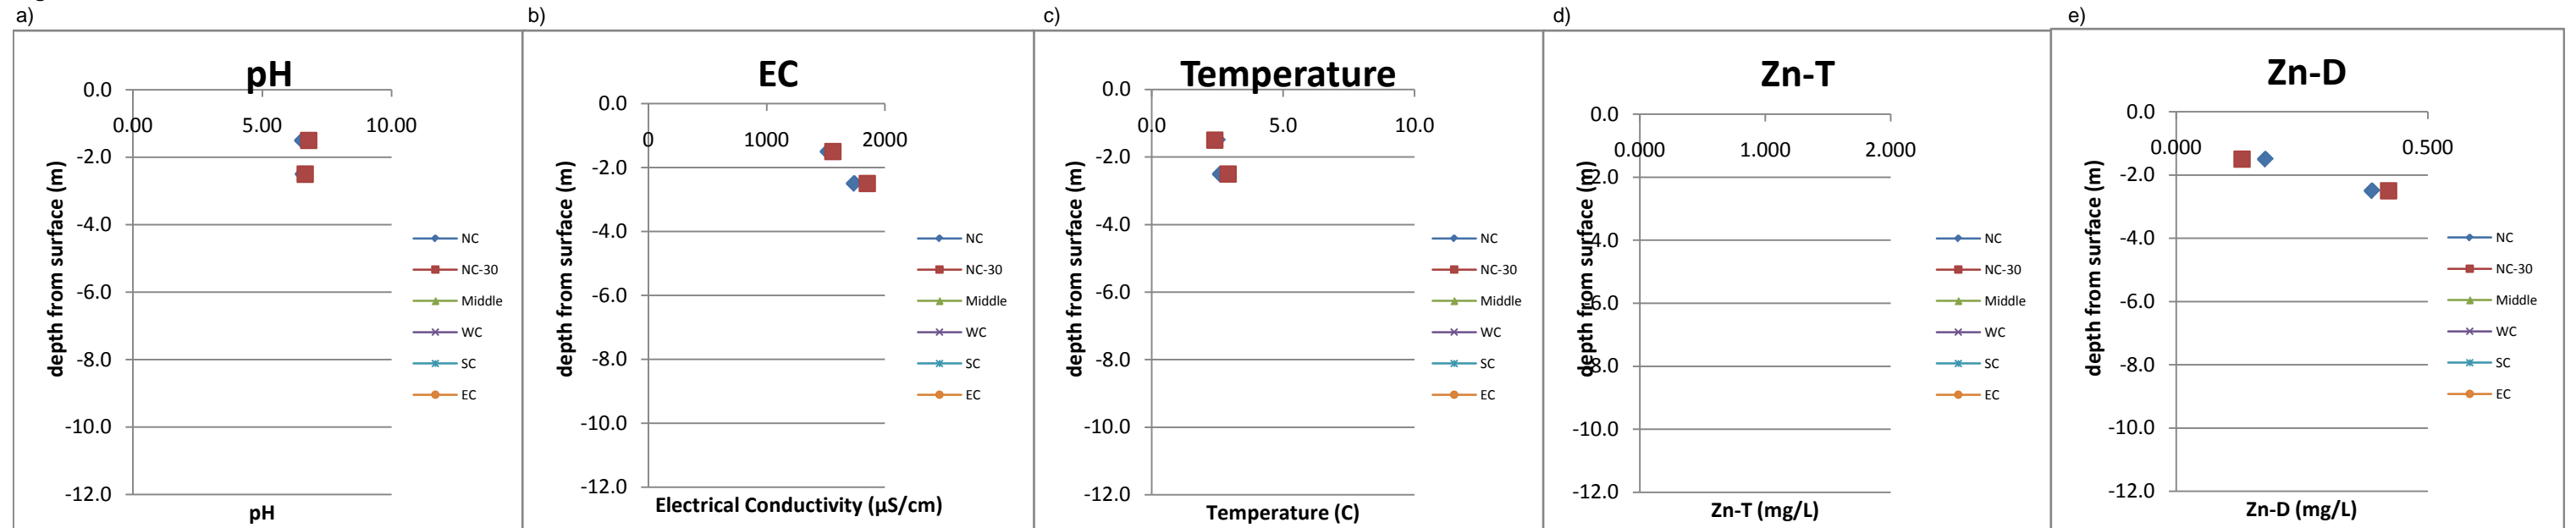 a) b) c) d) e)
pH
0.0
0.00 5.00 10.00
-2.0
-4.0
-6.0
-8.0
-10.0
-12.0
depth from surface (m)
pH
NC
NC-30
Middle
WC
SC
EC
EC
0.0
0 1000 2000
-2.0
-4.0
-6.0
-8.0
-10.0
-12.0
depth from surface (m)
Electrical Conductivity (µS/cm)
NC
NC-30
Middle
WC
SC
EC
Temperature
0.0
0.0 5.0 10.0
-2.0
-4.0
-6.0
-8.0
-10.0
-12.0
depth from surface (m)
Temperature (C)
NC
NC-30
Middle
WC
SC
EC
Zn-T
0.0
0.000 1.000 2.000
-2.0
-4.0
-6.0
-8.0
-10.0
-12.0
depth from surface (m)
Zn-T (mg/L)
NC
NC-30
Middle
WC
SC
EC
Zn-D
0.0
0.000 0.500
-2.0
-4.0
-6.0
-8.0
-10.0
-12.0
depth from surface (m)
Zn-D (mg/L)
NC
NC-30
Middle
WC
SC
EC